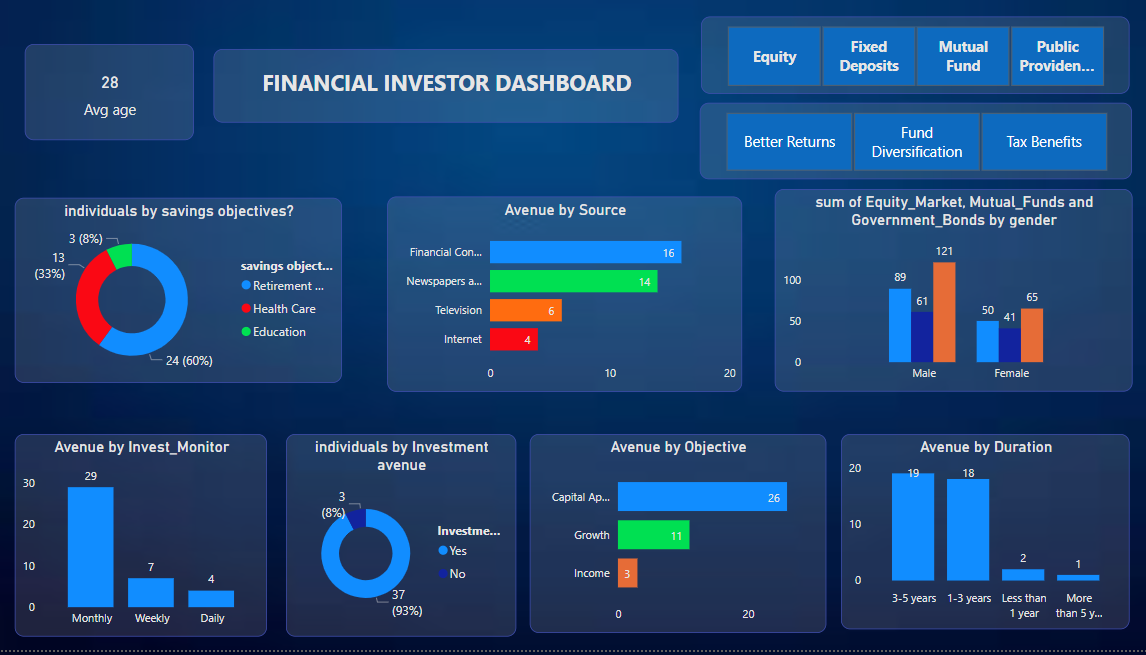 28
Avg age
FINANCIAL INVESTOR DASHBOARD
Equity
Fixed
Deposits
Mutual
Fund
Public
Providen...
Better Returns
Fund
Diversification
Tax Benefits
individuals by savings objectives?
3 (8%)
13
(33%)
24 (60%)
savings object...
Retirement ...
Health Care
Education
Avenue by Source
Financial Con...
16
Newspapers a...
14
Television
6
Internet
4
0
10
20
sum of Equity_Market, Mutual_Funds and
Government_Bonds by gender
100
50
0
89
61
121
50
41
65
Male
Female
Avenue by Invest_Monitor
30
20
10
0
29
7
4
Monthly
Weekly
Daily
individuals by Investment
avenue
3
(8%)
37
(93%)
Investme...
Yes
No
Avenue by Objective
Capital Ap...
26
Growth
11
Income
3
0
20
Avenue by Duration
20
10
0
19
18
2
1
3-5 years
1-3 years
Less than
1 year
More
than 5 y...